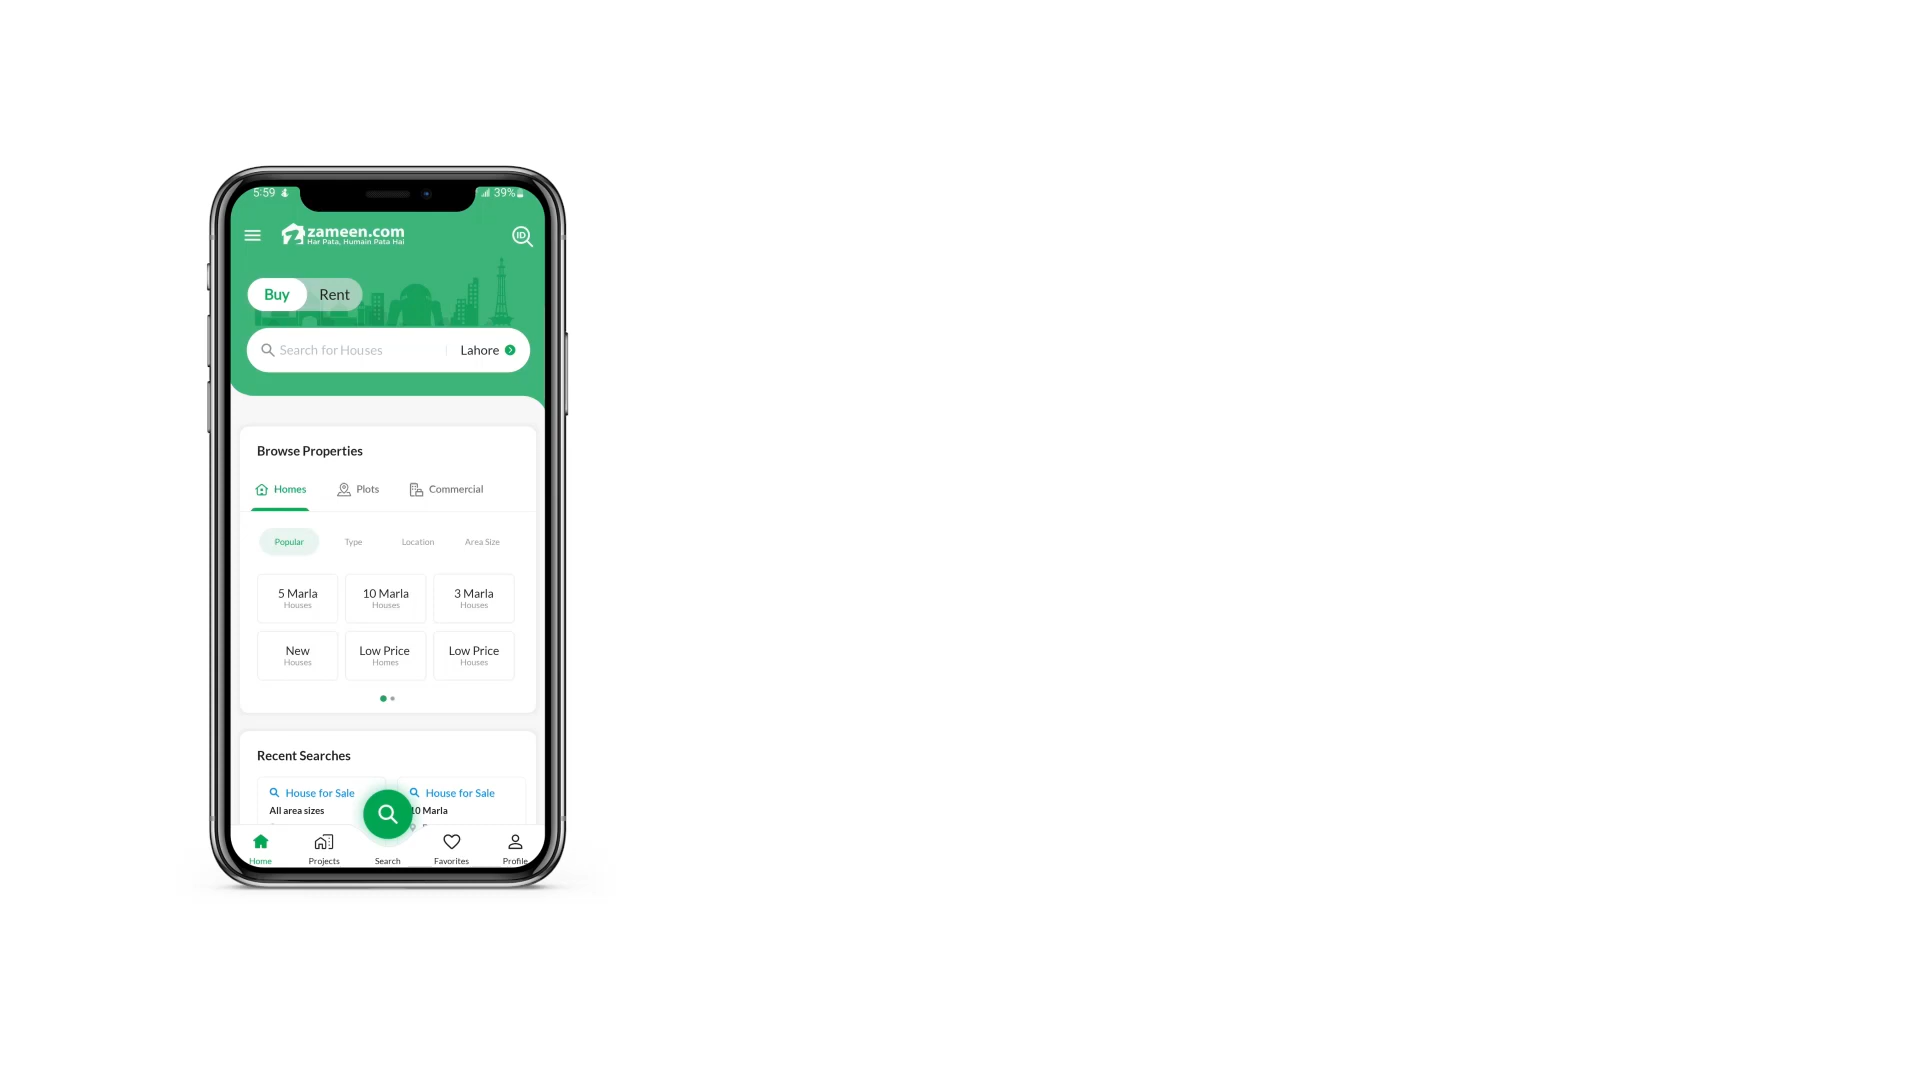 5:59
39%
zameen.com
Har Pata, Humain Pata Hai
ID
Buy Rent
Search for Houses Lahore
Browse Properties
Homes Plots Commercial
Popular Type Location Area Size
5 Marla 10 Marla 3 Marla
Houses Houses Houses
New Low Price Low Price
Houses Homes Houses
Recent Searches
House for Sale House for Sale
All area sizes 10 Marla
Home Projects Search Favorites Profile